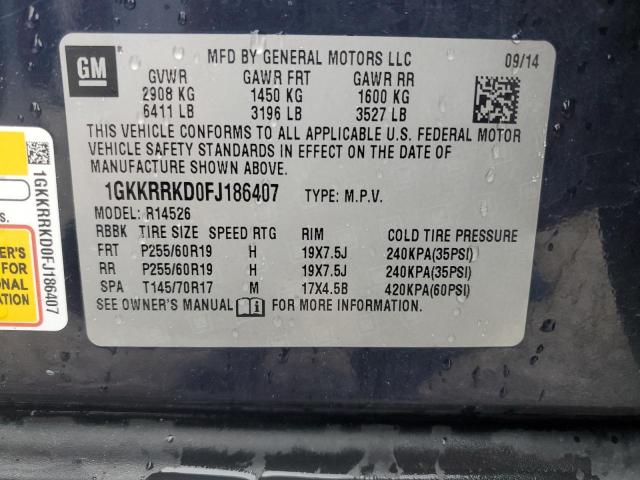 GM
MFD BY GENERAL MOTORS LLC
09/14
GVWR GAWR FRT GAWR RR
2908 KG 1450 KG 1600 KG
6411 LB 3196 LB 3527 LB
THIS VEHICLE CONFORMS TO ALL APPLICABLE U.S. FEDERAL MOTOR
VEHICLE SAFETY STANDARDS IN EFFECT ON THE DATE OF
MANUFACTURE SHOWN ABOVE.
1GKKRRKD0FJ186407 TYPE: M.P.V.
MODEL: R14526
RBBK TIRE SIZE SPEED RTG RIM COLD TIRE PRESSURE
FRT P255/60R19 H 19X7.5J 240KPA(35PSI)
RR P255/60R19 H 19X7.5J 240KPA(35PSI)
SPA T145/70R17 M 17X4.5B 420KPA(60PSI)
SEE OWNER'S MANUAL FOR MORE INFORMATION.
1GKKRRKD0FJ186407
S.
ER'S
FOR
IONAL